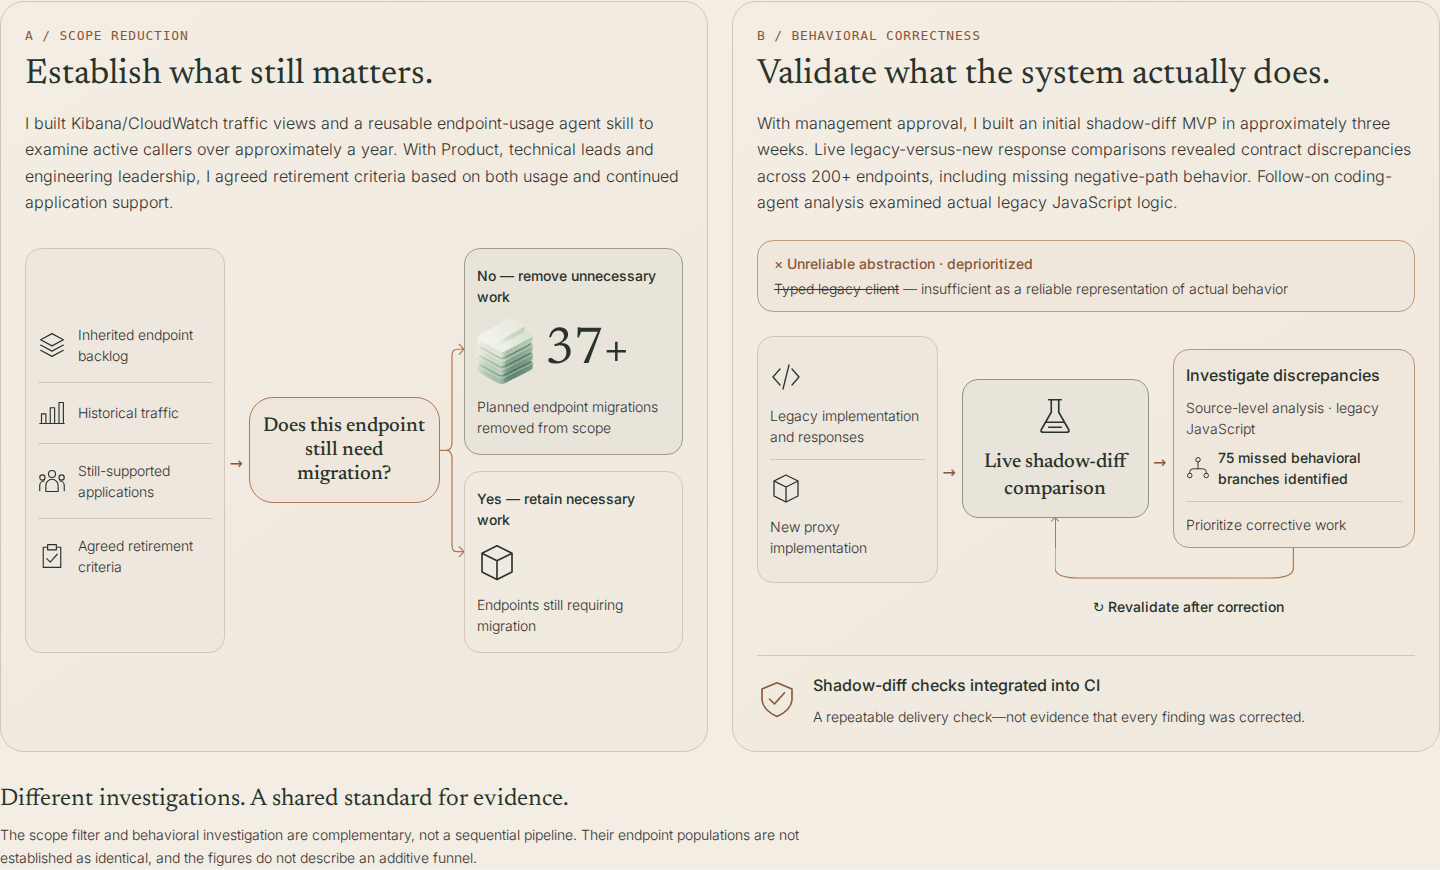 A / SCOPE REDUCTION
Establish what still matters.
I built Kibana/CloudWatch traffic views and a reusable endpoint-usage agent skill to
examine active callers over approximately a year. With Product, technical leads and
engineering leadership, I agreed retirement criteria based on both usage and continued
application support.
Inherited endpoint
backlog
Historical traffic
Still-supported
applications
Agreed retirement
criteria
→
Does this endpoint
still need
migration?
No — remove unnecessary
work
37+
Planned endpoint migrations
removed from scope
Yes — retain necessary
work
Endpoints still requiring
migration
B / BEHAVIORAL CORRECTNESS
Validate what the system actually does.
With management approval, I built an initial shadow-diff MVP in approximately three
weeks. Live legacy-versus-new response comparisons revealed contract discrepancies
across 200+ endpoints, including missing negative-path behavior. Follow-on coding-
agent analysis examined actual legacy JavaScript logic.
× Unreliable abstraction · deprioritized
Typed legacy client — insufficient as a reliable representation of actual behavior
Legacy implementation
and responses
New proxy
implementation
→
Live shadow-diff
comparison
→
Investigate discrepancies
Source-level analysis · legacy
JavaScript
75 missed behavioral
branches identified
Prioritize corrective work
↻ Revalidate after correction
Shadow-diff checks integrated into CI
A repeatable delivery check—not evidence that every finding was corrected.
Different investigations. A shared standard for evidence.
The scope filter and behavioral investigation are complementary, not a sequential pipeline. Their endpoint populations are not
established as identical, and the figures do not describe an additive funnel.